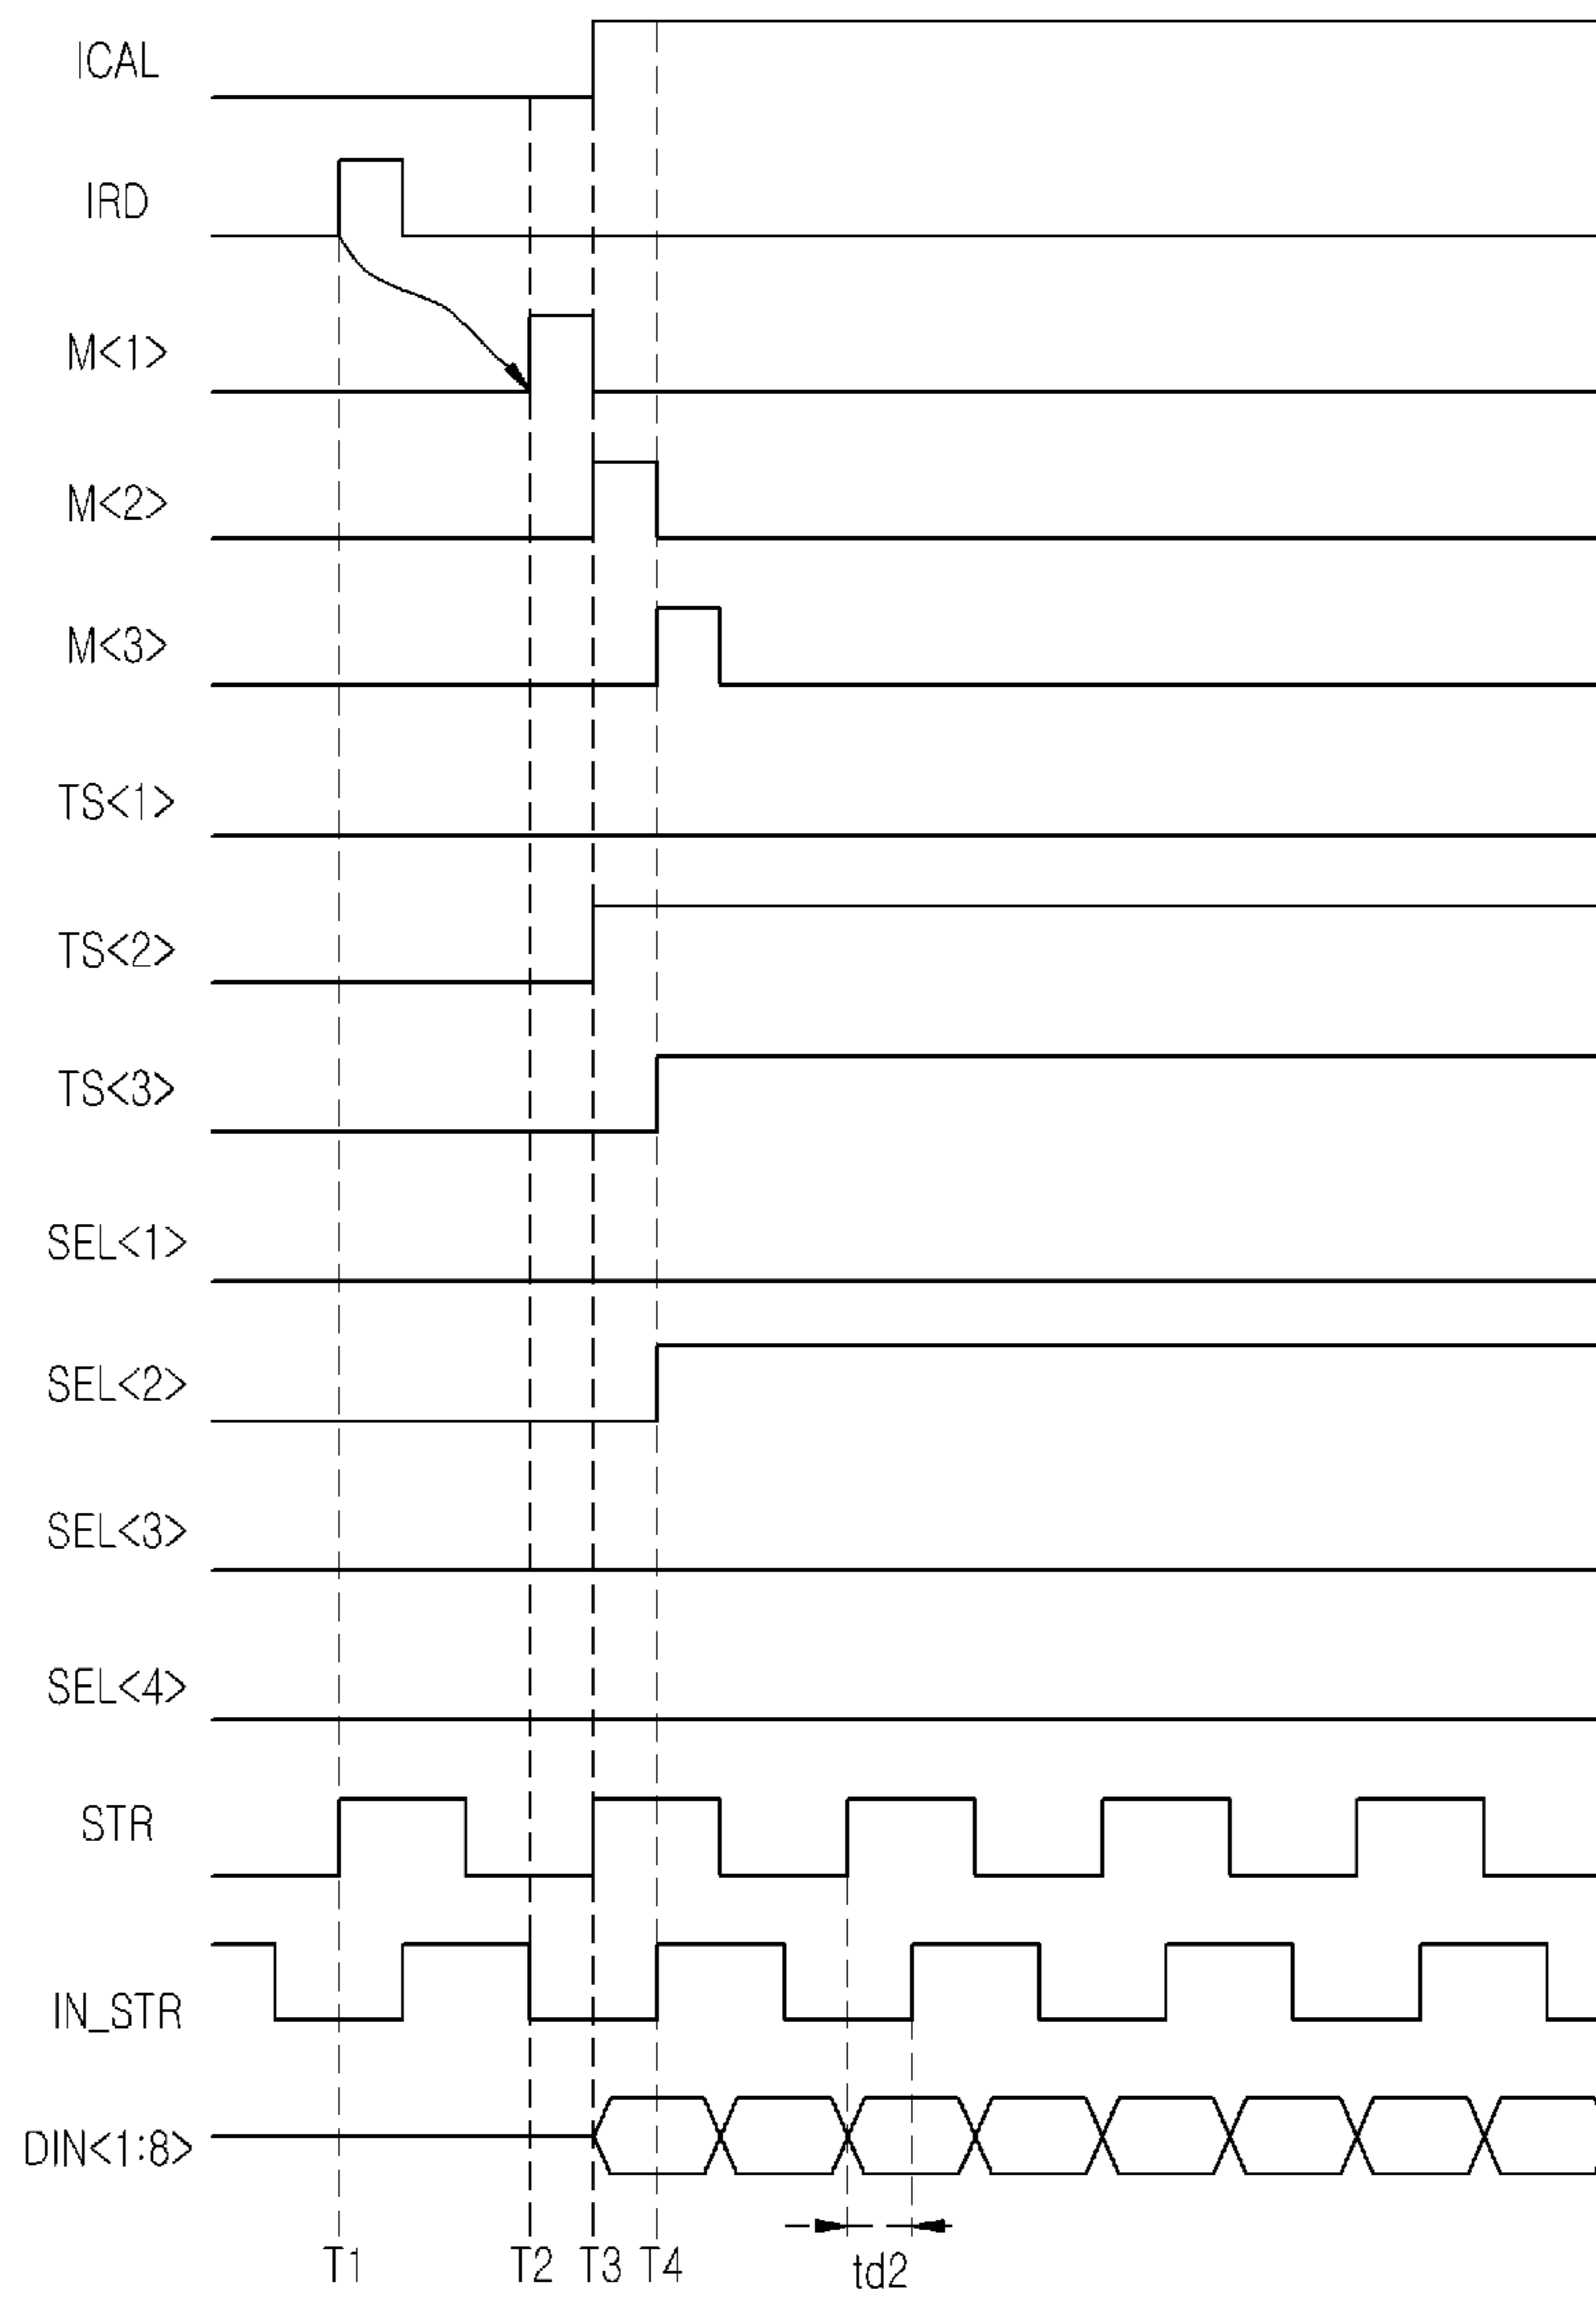 ICAL
IRD
M<1>
M<2>
M<3>
TS<1>
TS<2>
TS<3>
SEL<1>
SEL<2>
SEL<3>
SEL<4>
STR
IN_STR
DIN<1:8>
T1 T2 T3 T4 td2